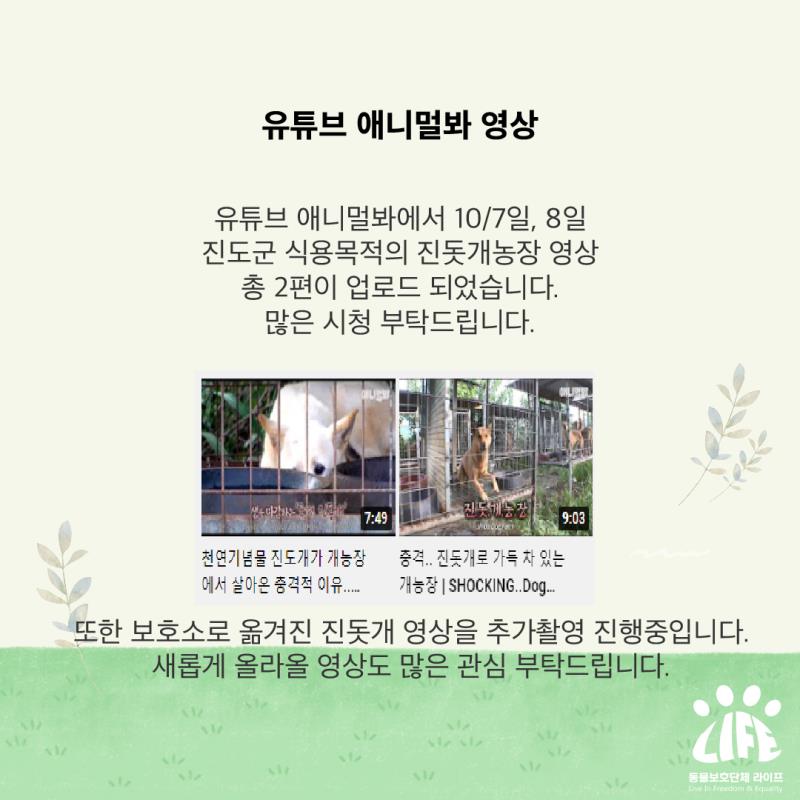 유튜브 애니멀봐 영상
유튜브 애니멀봐에서 10/7일, 8일
진도군 식용목적의 진돗개농장 영상
총 2편이 업로드 되었습니다.
많은 시청 부탁드립니다.
애니멀봐
애니멀봐
진돗개농장
7:49
9:03
천연기념물 진도개가 개농장
에서 살아온 충격적 이유.....
충격.. 진돗개로 가득 차 있는
개농장 | SHOCKING..Dog...
또한 보호소로 옮겨진 진돗개 영상을 추가촬영 진행중입니다.
새롭게 올라올 영상도 많은 관심 부탁드립니다.
LIFE
동물보호단체 라이프
Live In Freedom & Equality